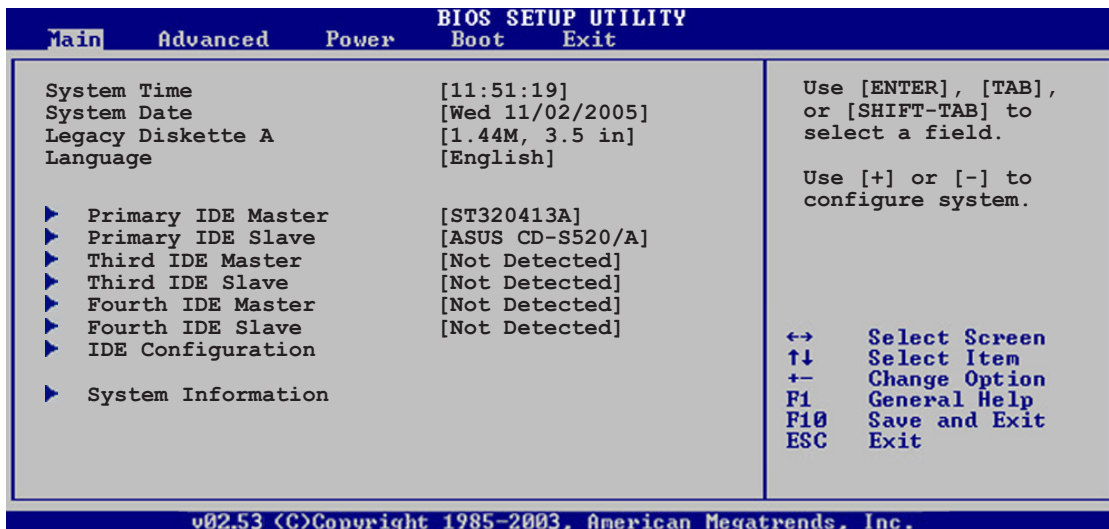 BIOS SETUP UTILITY
Main Advanced Power Boot Exit
System Time [11:51:19]
System Date [Wed 11/02/2005]
Legacy Diskette A [1.44M, 3.5 in]
Language [English]
Primary IDE Master [ST320413A]
Primary IDE Slave [ASUS CD-S520/A]
Third IDE Master [Not Detected]
Third IDE Slave [Not Detected]
Fourth IDE Master [Not Detected]
Fourth IDE Slave [Not Detected]
IDE Configuration
System Information
Use [ENTER], [TAB],
or [SHIFT-TAB] to
select a field.
Use [+] or [-] to
configure system.
←→ Select Screen
↑↓ Select Item
+- Change Option
F1 General Help
F10 Save and Exit
ESC Exit
v02.53 (C)Copyright 1985-2003, American Megatrends, Inc.